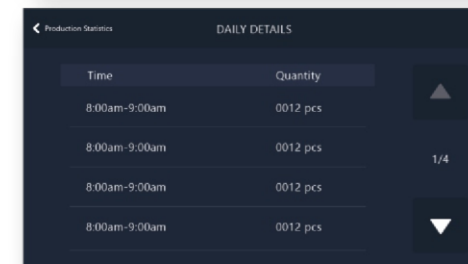 Production Statistics DAILY DETAILS
Time Quantity
8:00am-9:00am 0012 pcs
8:00am-9:00am 0012 pcs
1/4
8:00am-9:00am 0012 pcs
8:00am-9:00am 0012 pcs